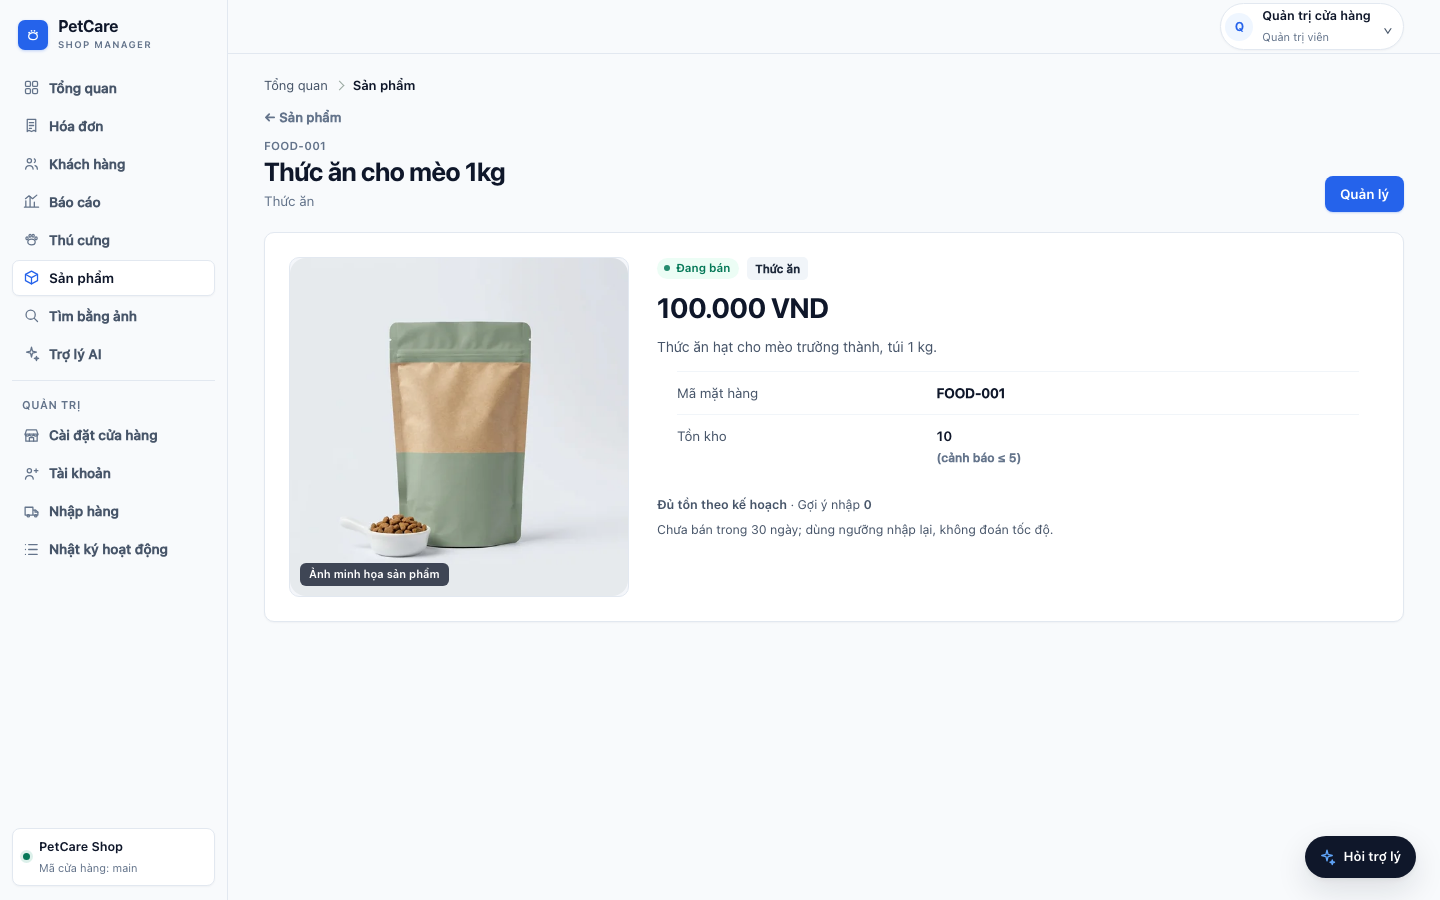 PetCare
SHOP MANAGER
Tổng quan
Hóa đơn
Khách hàng
Báo cáo
Thú cưng
Sản phẩm
Tìm bằng ảnh
Trợ lý AI
QUẢN TRỊ
Cài đặt cửa hàng
Tài khoản
Nhập hàng
Nhật ký hoạt động
PetCare Shop
Mã cửa hàng: main
Q
Quản trị cửa hàng
Quản trị viên
Tổng quan
Sản phẩm
← Sản phẩm
FOOD-001
Thức ăn cho mèo 1kg
Thức ăn
Quản lý
Ảnh minh họa sản phẩm
Đang bán
Thức ăn
100.000 VND
Thức ăn hạt cho mèo trưởng thành, túi 1 kg.
Mã mặt hàng FOOD-001
Tồn kho 10
(cảnh báo ≤ 5)
Đủ tồn theo kế hoạch · Gợi ý nhập 0
Chưa bán trong 30 ngày; dùng ngưỡng nhập lại, không đoán tốc độ.
Hỏi trợ lý